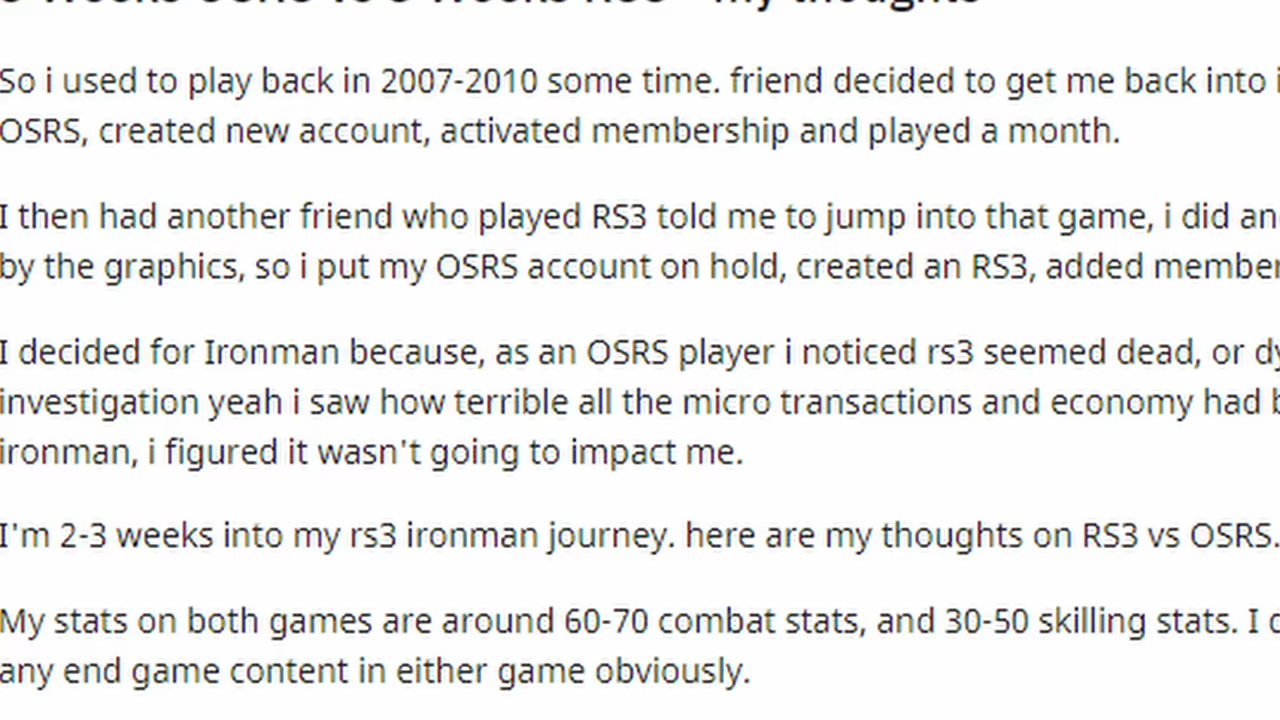 my thoughts
So i used to play back in 2007-2010 some time. friend decided to get me back into
OSRS, created new account, activated membership and played a month.
I then had another friend who played RS3 told me to jump into that game, i did
by the graphics, so i put my OSRS account on hold, created an RS3, added
I decided for Ironman because, as an OSRS player i noticed rs3 seemed dead, or
investigation yeah i saw how terrible all the micro transactions and economy had
ironman, i figured it wasn't going to impact me.
I'm 2-3 weeks into my rs3 ironman journey. here are my thoughts on RS3 vs OSRS.
My stats on both games are around 60-70 combat stats, and 30-50 skilling stats. I
any end game content in either game obviously.